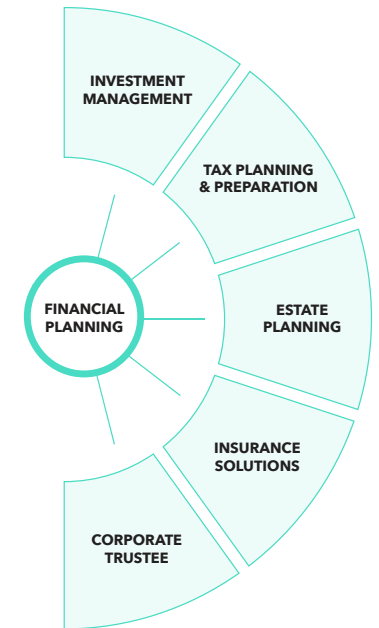 INVESTMENT
MANAGEMENT
TAX PLANNING
& PREPARATION
FINANCIAL
PLANNING
ESTATE
PLANNING
INSURANCE
SOLUTIONS
CORPORATE
TRUSTEE